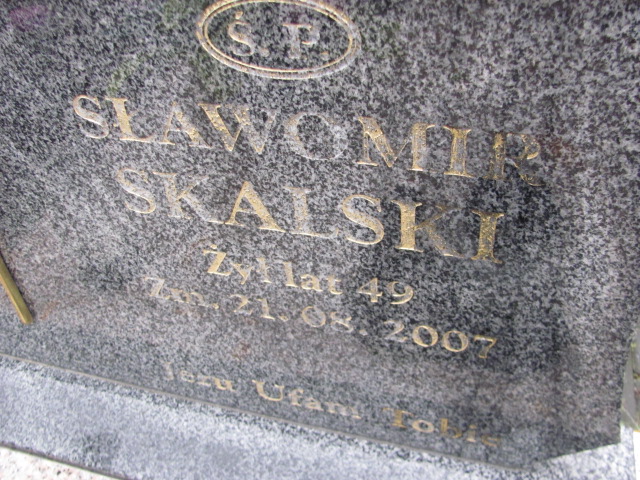 Ś. P.
SŁAWOMIR
SKALSKI
Żył lat 49
Zm. 21. 08. 2007
Jezu Ufam Tobie